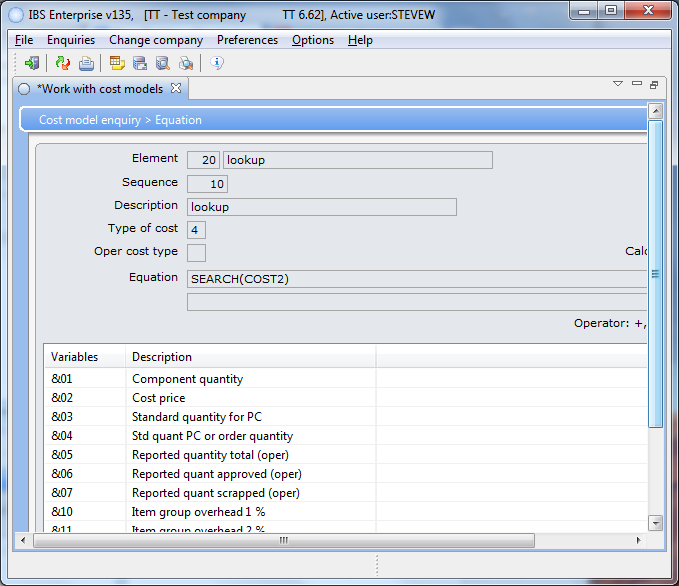 IBS Enterprise v135, [TT - Test company TT 6.62], Active user:STEVEW
File Enquiries Change company Preferences Options Help
*Work with cost models
Cost model enquiry > Equation
Element 20 lookup
Sequence 10
Description lookup
Type of cost 4
Oper cost type Calc
Equation SEARCH(COST2)
Operator: +,
Variables Description
&01 Component quantity
&02 Cost price
&03 Standard quantity for PC
&04 Std quant PC or order quantity
&05 Reported quantity total (oper)
&06 Reported quant approved (oper)
&07 Reported quant scrapped (oper)
&10 Item group overhead 1 %
&11 Item group overhead 2 %